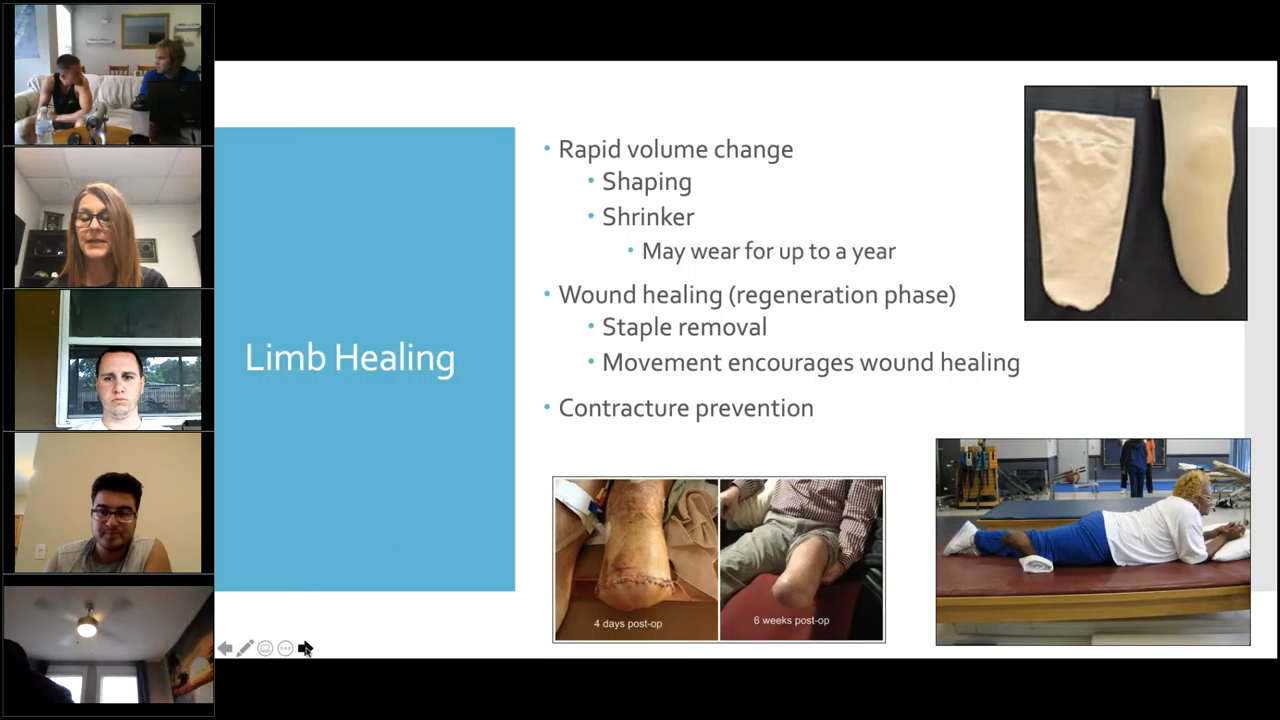 Limb Healing
• Rapid volume change
• Shaping
• Shrinker
• May wear for up to a year
• Wound healing (regeneration phase)
• Staple removal
• Movement encourages wound healing
• Contracture prevention
4 days post-op
6 weeks post-op